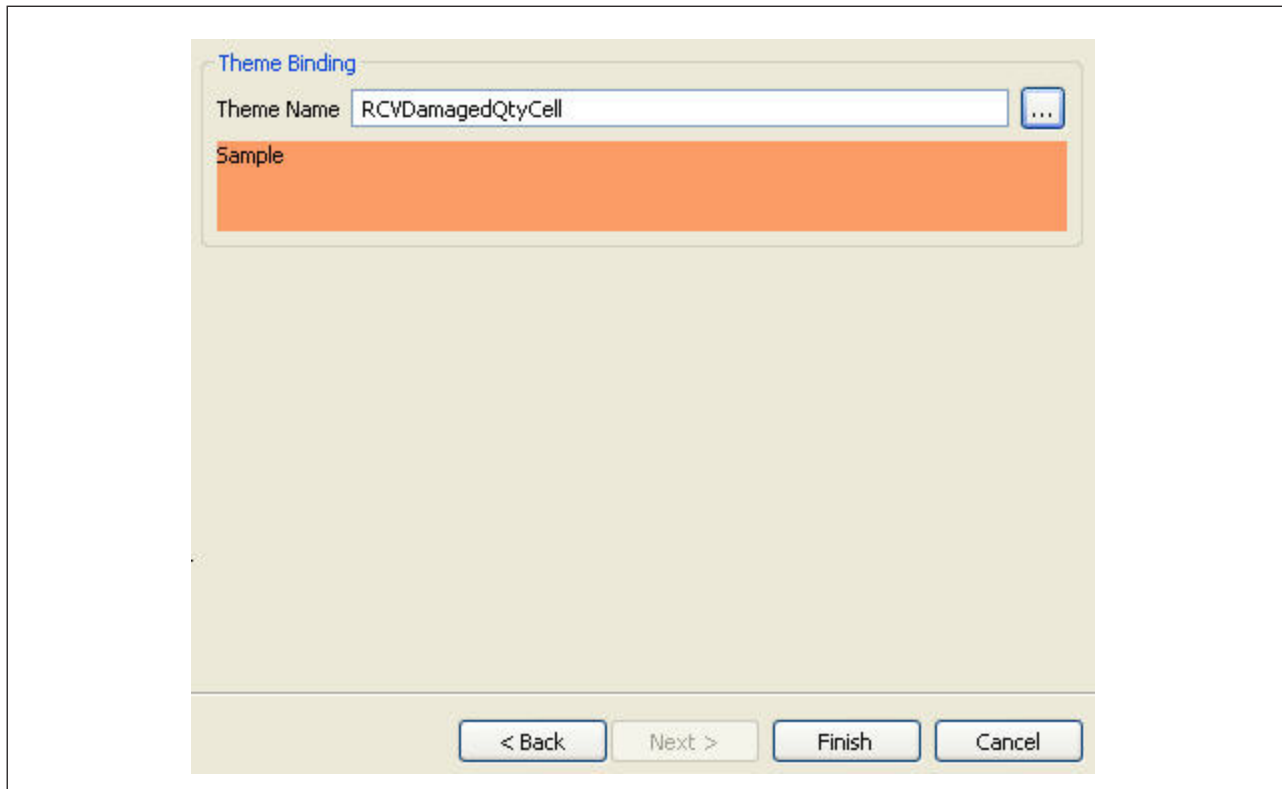 Theme Binding
Theme Name RCVDamagedQtyCell ...
Sample
< Back Next > Finish Cancel